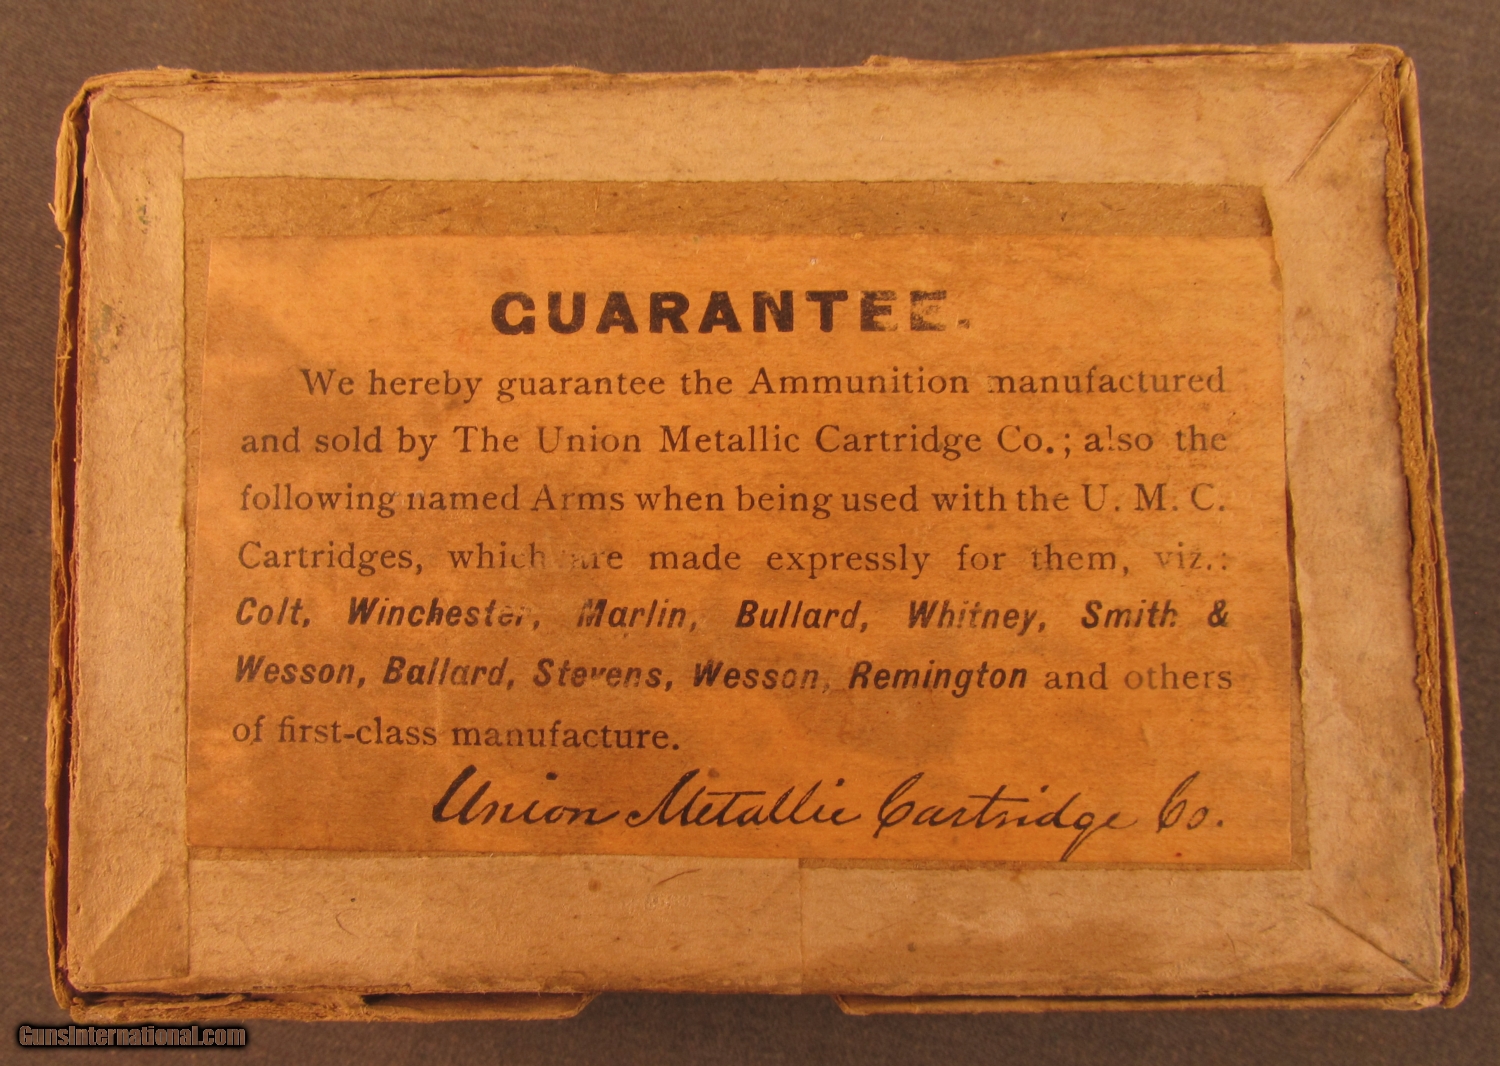 GUARANTEE.
We hereby guarantee the Ammunition manufactured
and sold by The Union Metallic Cartridge Co.; also the
following named Arms when being used with the U. M. C.
Cartridges, which are made expressly for them, viz.:
Colt, Winchester, Marlin, Bullard, Whitney, Smith &
Wesson, Ballard, Stevens, Wesson, Remington and others
of first-class manufacture.
Union Metallic Cartridge Co.
GunsInternational.com